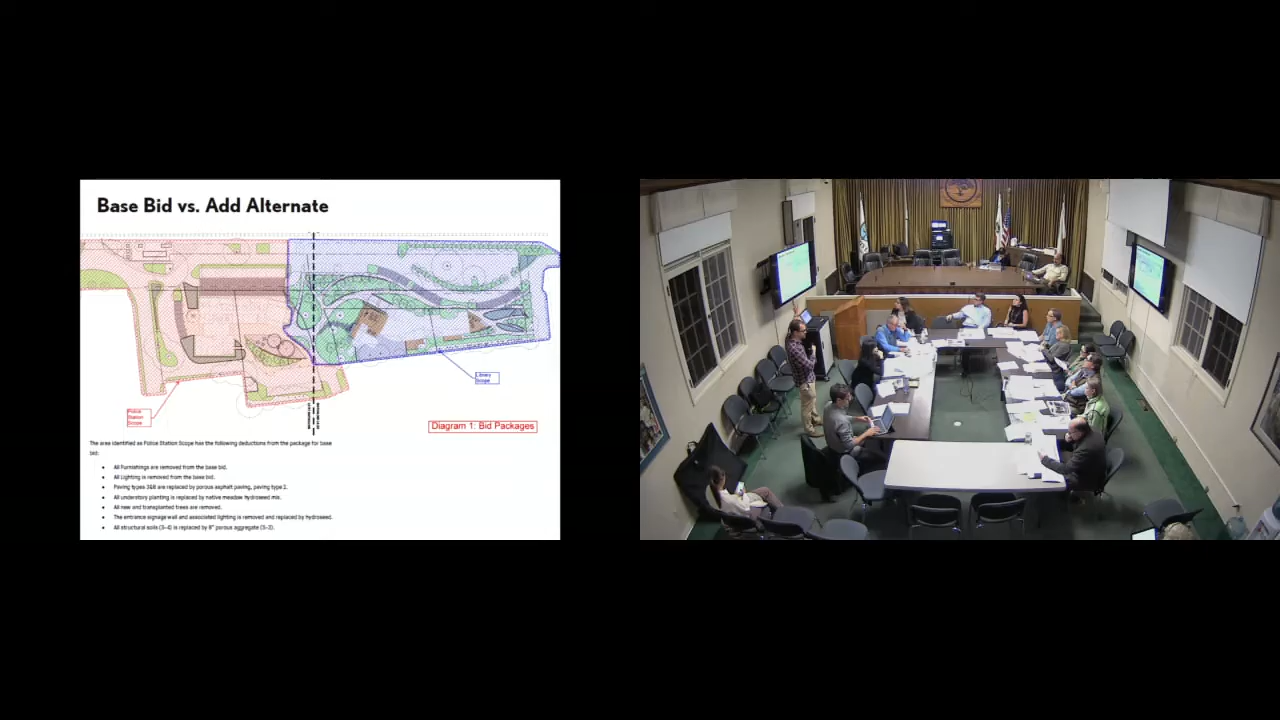 Base Bid vs. Add Alternate
Police
Station
Scope
Library
Scope
Diagram 1: Bid Packages
The area identified as Police Station Scope has the following deductions from the package for base
bid:
• All Furnishings are removed from the base bid.
• All Lighting is removed from the base bid.
• Paving types 3&8 are replaced by porous asphalt paving, paving type 2.
• All understory planting is replaced by native meadow hydroseed mix.
• All new and transplanted trees are removed.
• The entrance signage wall and associated lighting is removed and replaced by hydroseed.
• All structural soils (S-4) is replaced by 8" porous aggregate (S-3).